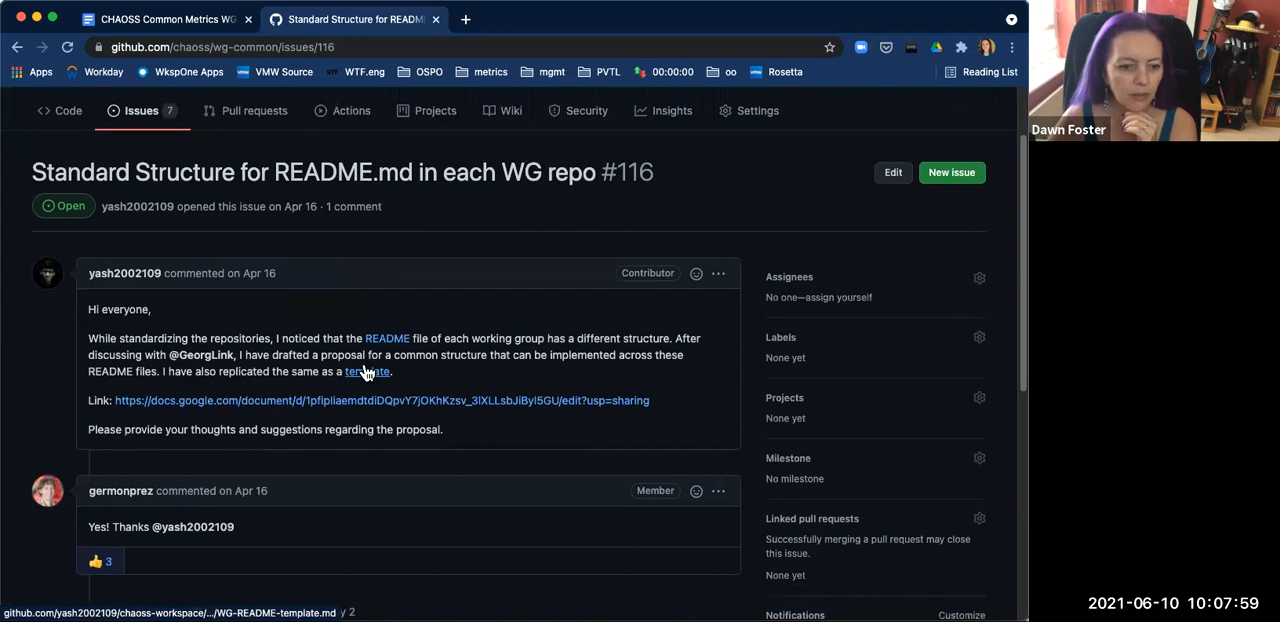 CHAOSS Common Metrics WG
Standard Structure for READM
github.com/chaoss/wg-common/issues/116
Apps Workday WkspOne Apps VMW Source WTF.eng OSPO metrics mgmt PVTL 00:00:00 oo Rosetta Reading List
Code Issues 7 Pull requests Actions Projects Wiki Security Insights Settings
Standard Structure for README.md in each WG repo #116
Edit New issue
Open yash2002109 opened this issue on Apr 16 · 1 comment
yash2002109 commented on Apr 16 Contributor
Hi everyone,
While standardizing the repositories, I noticed that the README file of each working group has a different structure. After
discussing with @GeorgLink, I have drafted a proposal for a common structure that can be implemented across these
README files. I have also replicated the same as a template.
Link: https://docs.google.com/document/d/1pfipIiaemdtdiDQpvY7jOKhKzsv_3lXLLsbJiByl5GU/edit?usp=sharing
Please provide your thoughts and suggestions regarding the proposal.
germonprez commented on Apr 16 Member
Yes! Thanks @yash2002109
👍 3
Assignees
No one—assign yourself
Labels
None yet
Projects
None yet
Milestone
No milestone
Linked pull requests
Successfully merging a pull request may close
this issue.
None yet
Notifications Customize
github.com/yash2002109/chaoss-workspace/.../WG-README-template.md
y 2
Dawn Foster
2021-06-10 10:07:59